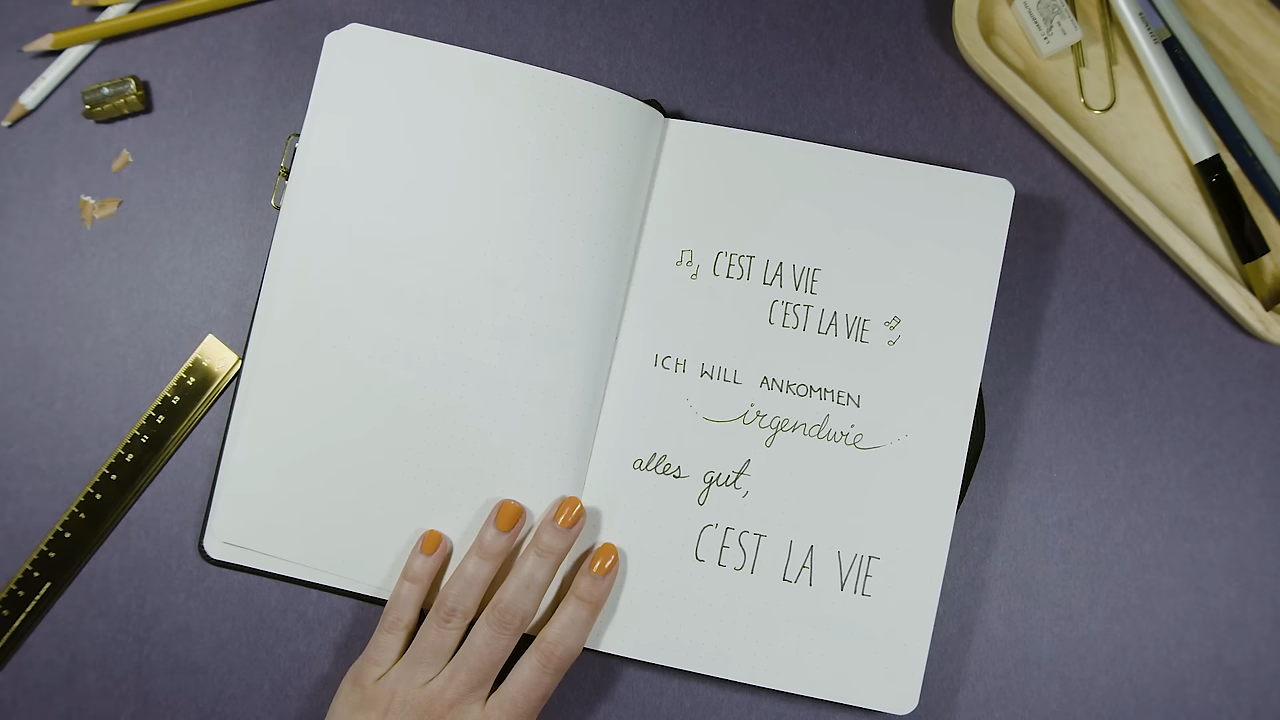 C'EST LA VIE
C'EST LA VIE
ICH WILL ANKOMMEN
irgendwie
alles gut,
C'EST LA VIE